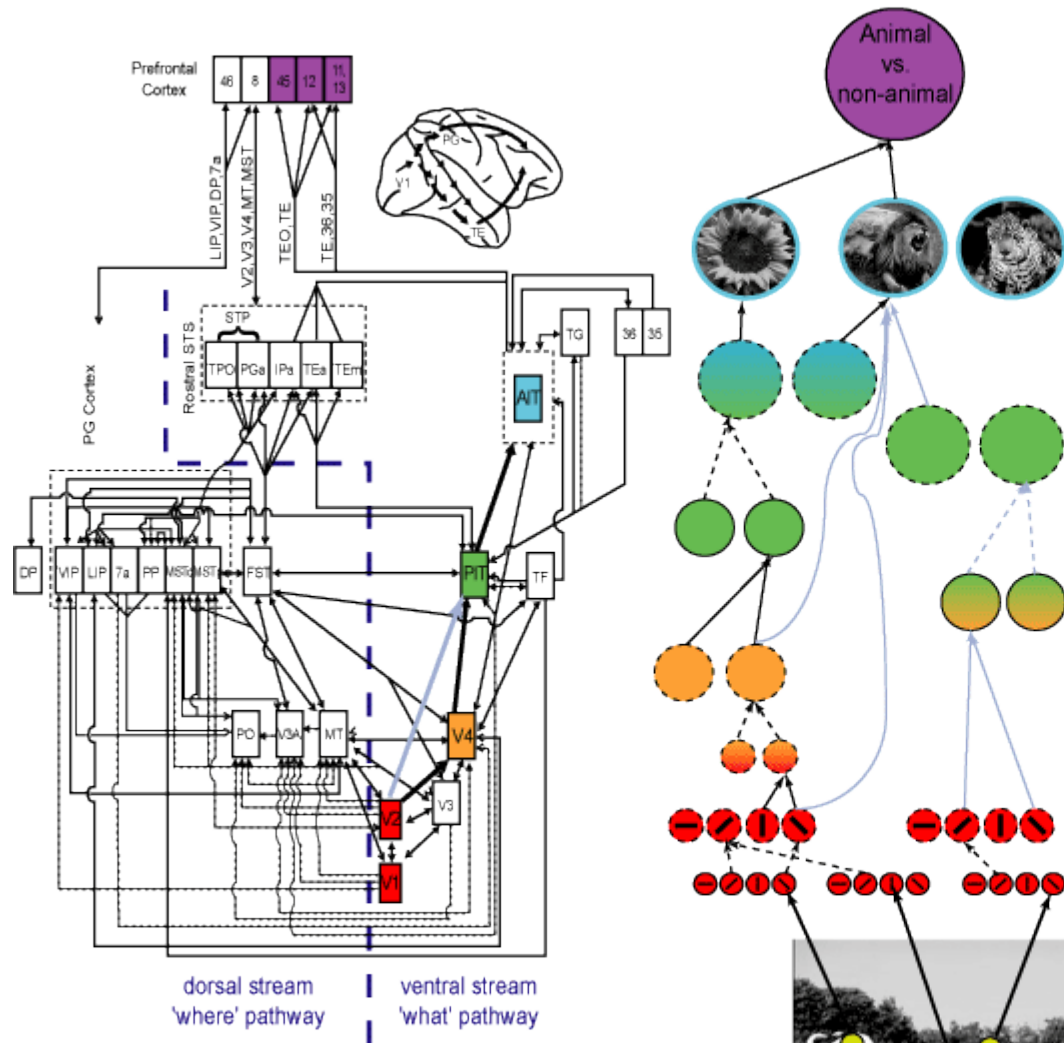 Prefrontal
Cortex
46
8
45
12
11,
13
Animal
vs.
non-animal
LIP,VIP,DP,7a
V2,V3,V4,MT,MST
TEO,TE
TE,36,35
PG
V1
TE
PG Cortex
Rostral STS
STP
TPO
PGa
IPa
TEa
TEm
TG
36
35
AIT
DP
VIP
LIP
7a
PP
FST
PIT
TF
PO
V3A
MT
V4
V2
V3
V1
dorsal stream
'where' pathway
ventral stream
'what' pathway